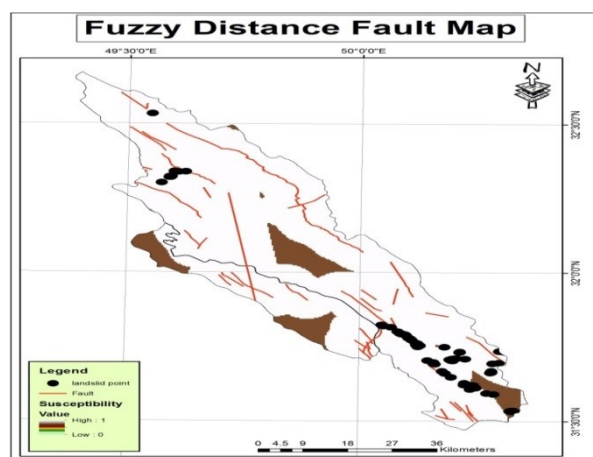 Fuzzy Distance Fault Map
49°30'0"E
50°0'0"E
N
32°30'0"N
32°0'0"N
31°30'0"N
Legend
landslid point
Fault
Susceptibility
Value
High : 1
Low : 0
0 4.5 9 18 27 36
Kilometers